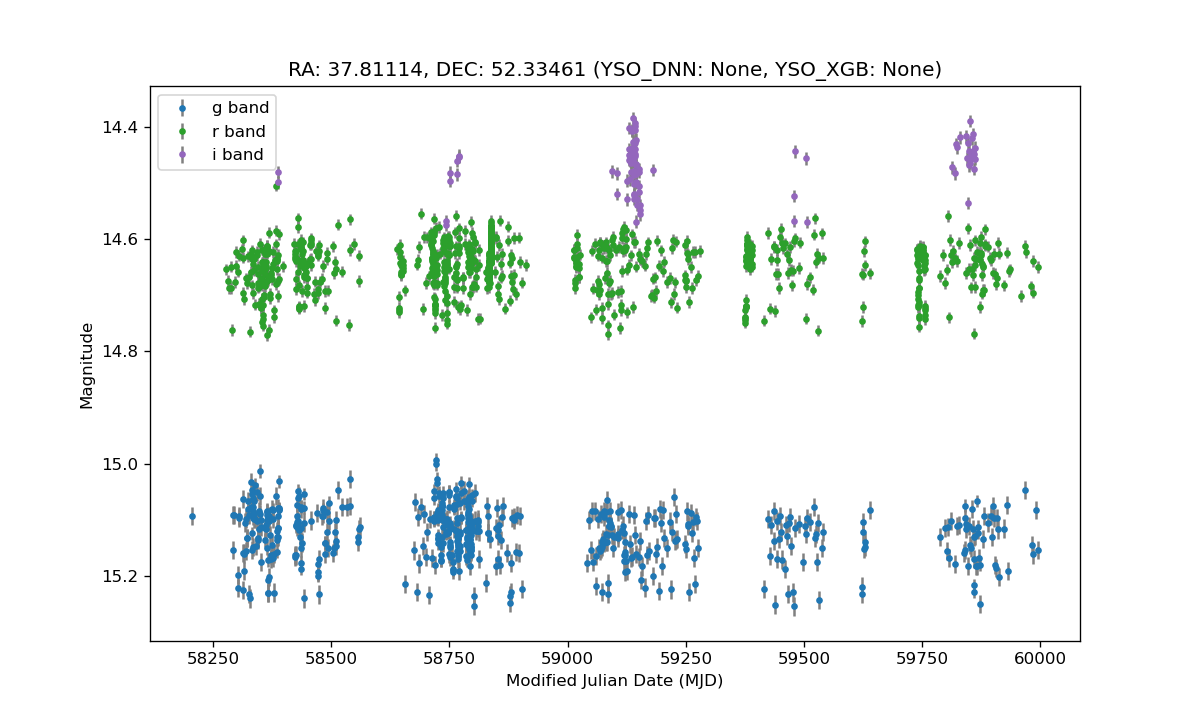 RA: 37.81114, DEC: 52.33461 (YSO_DNN: None, YSO_XGB: None)
g band
r band
i band
14.4
14.6
14.8
15.0
15.2
Magnitude
58250 58500 58750 59000 59250 59500 59750 60000
Modified Julian Date (MJD)